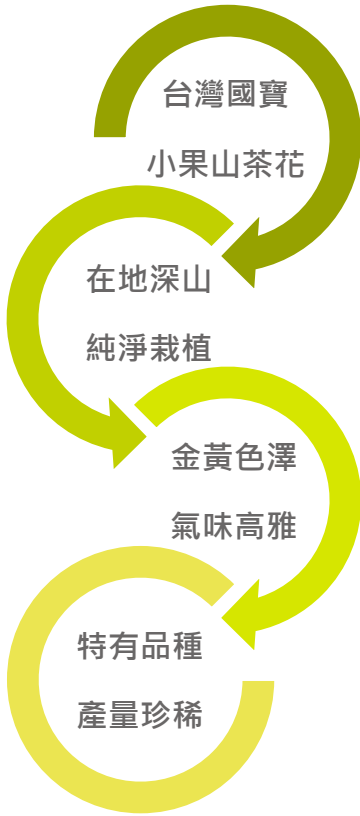 台灣國寶
小果山茶花
在地深山
純淨栽植
金黃色澤
氣味高雅
特有品種
產量珍稀